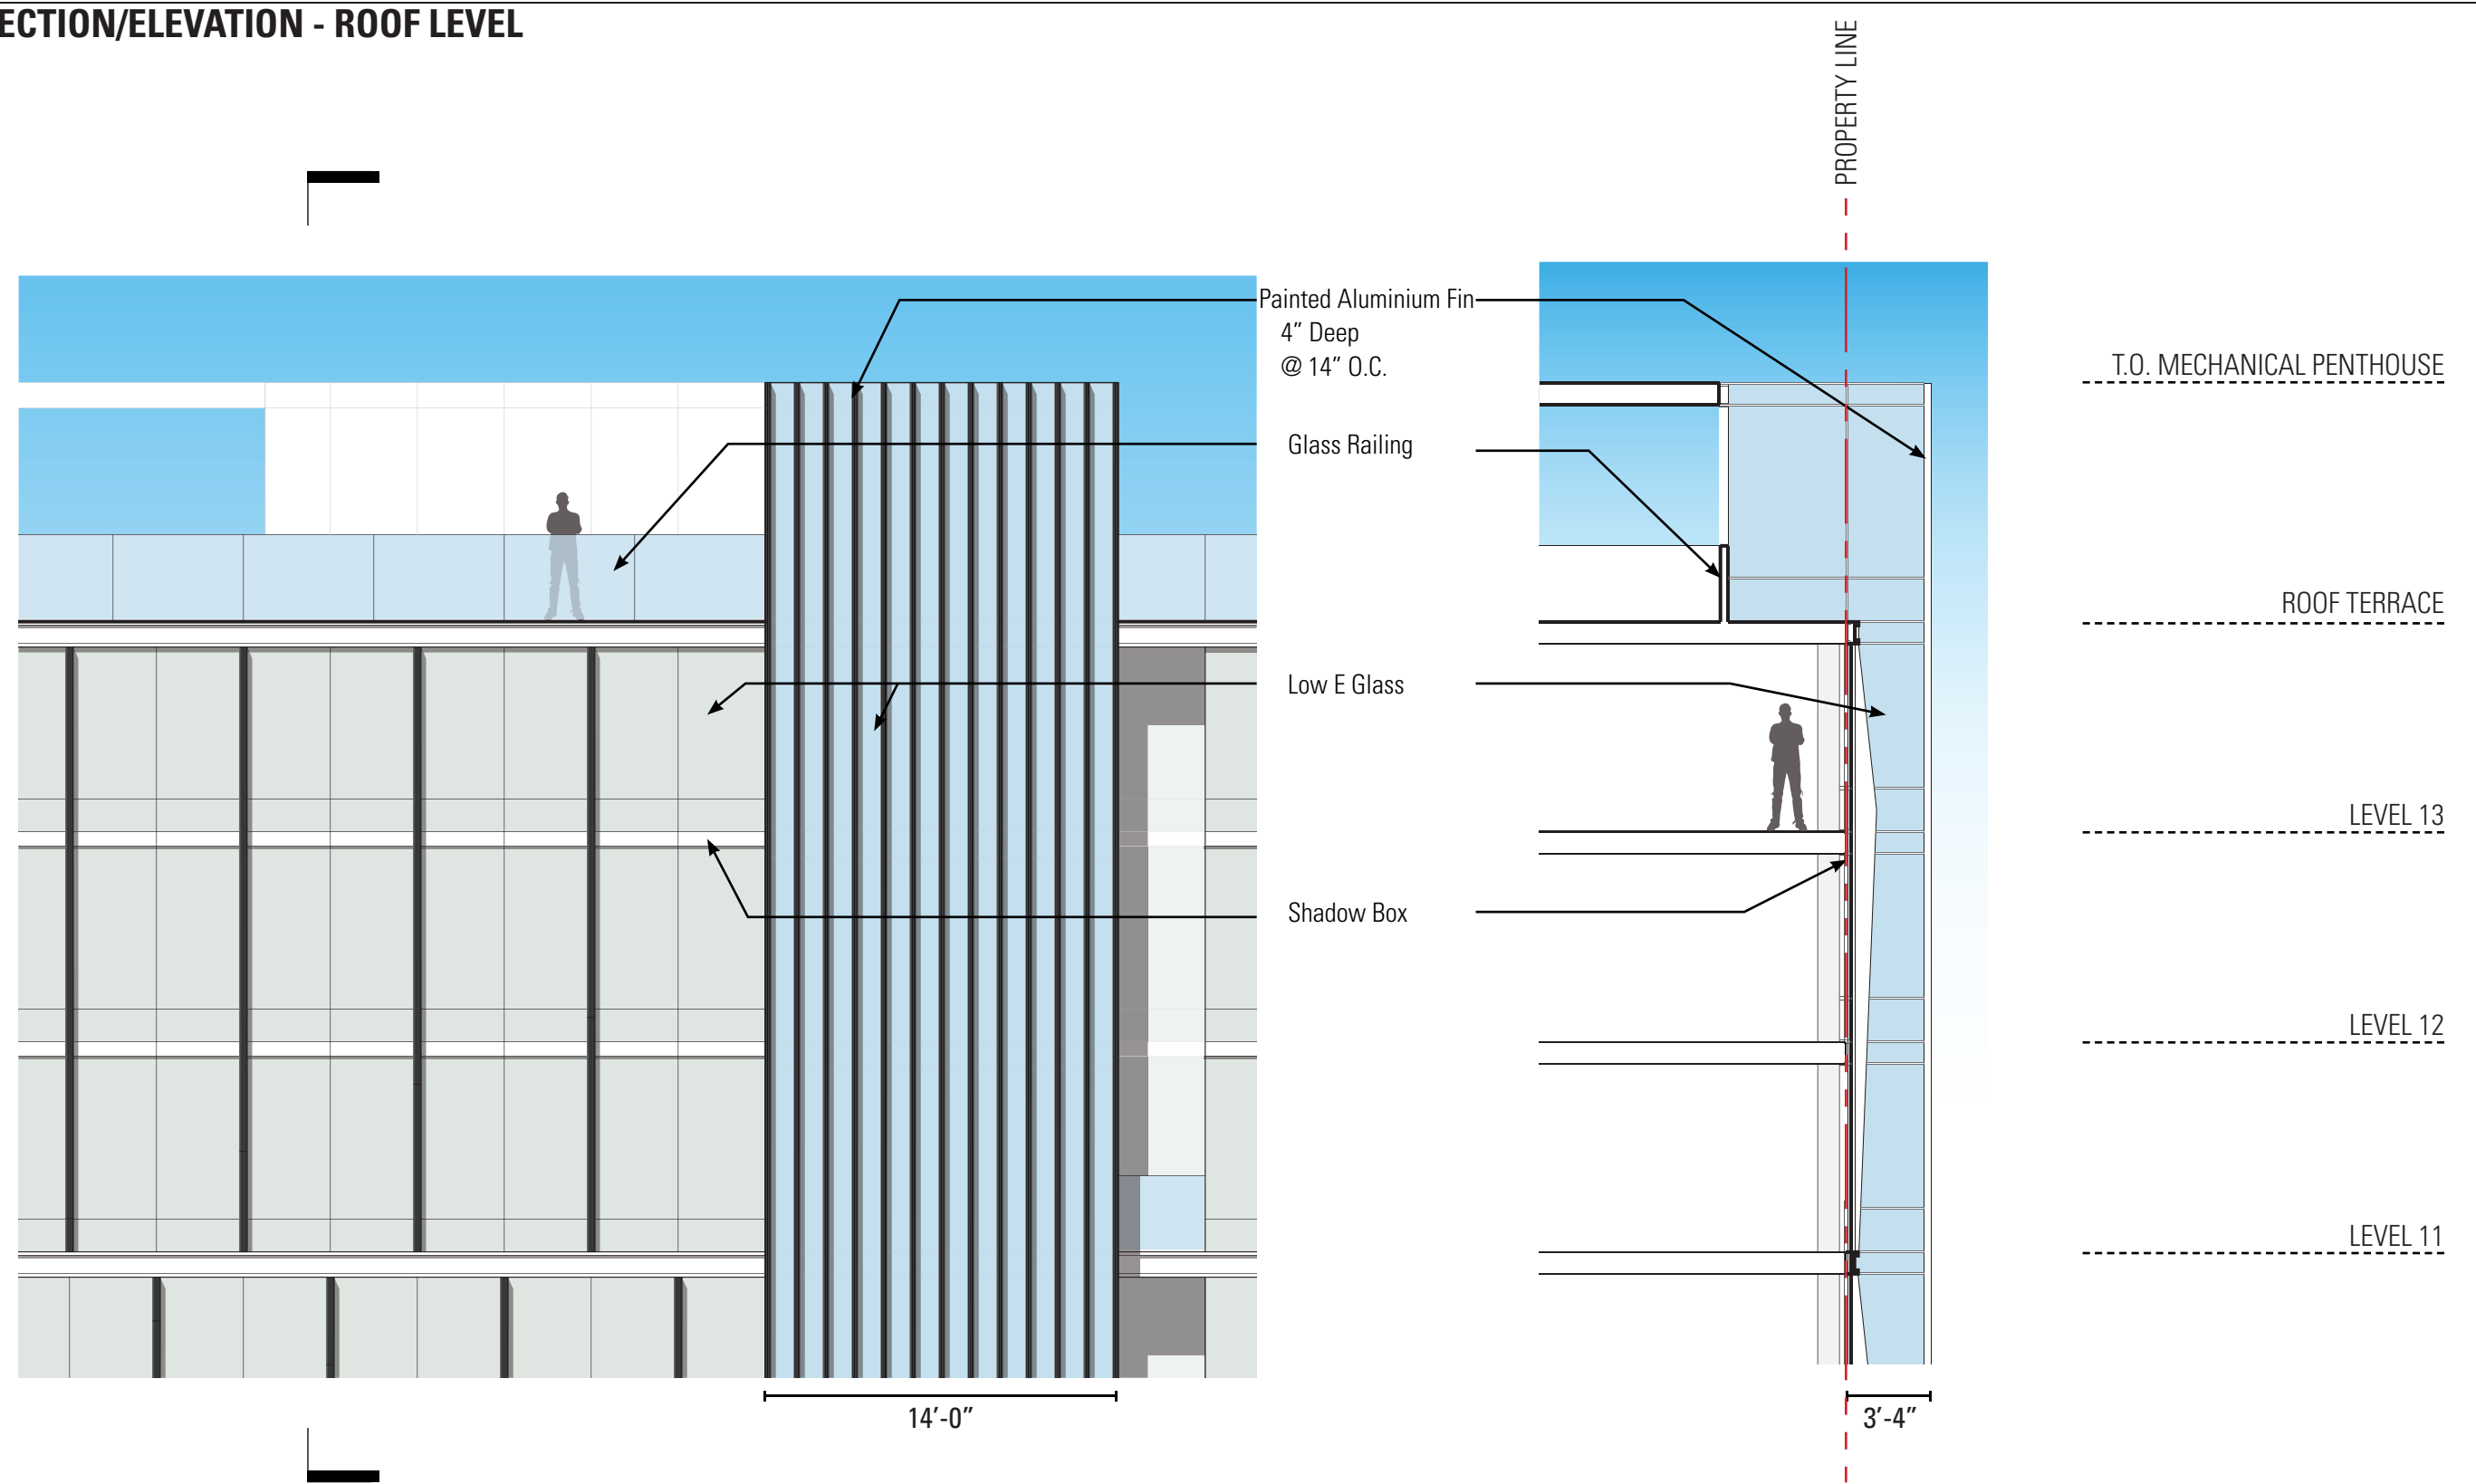 ECTION/ELEVATION - ROOF LEVEL
PROPERTY LINE
Painted Aluminium Fin
4” Deep
@ 14” O.C.
Glass Railing
Low E Glass
Shadow Box
T.O. MECHANICAL PENTHOUSE
ROOF TERRACE
LEVEL 13
LEVEL 12
LEVEL 11
14’-0”
3’-4”